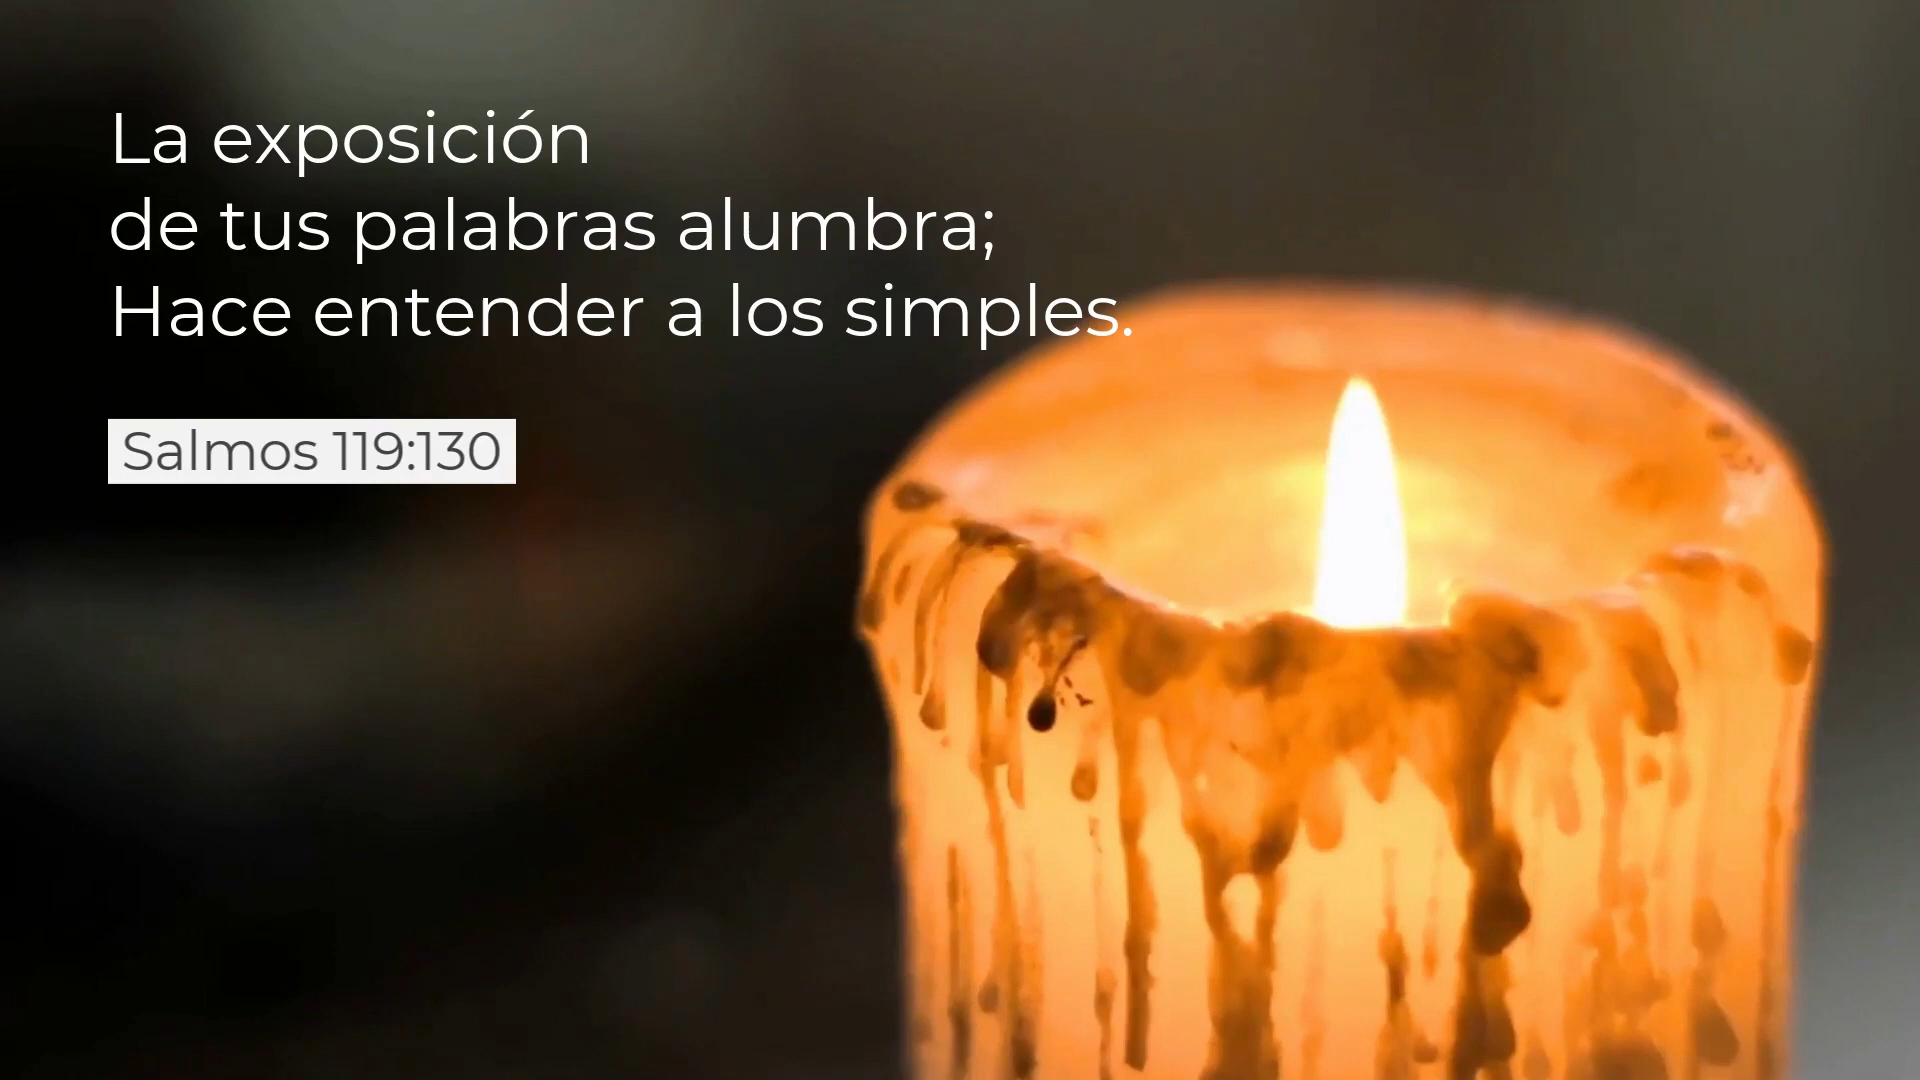 La exposición
de tus palabras alumbra;
Hace entender a los simples.
Salmos 119:130